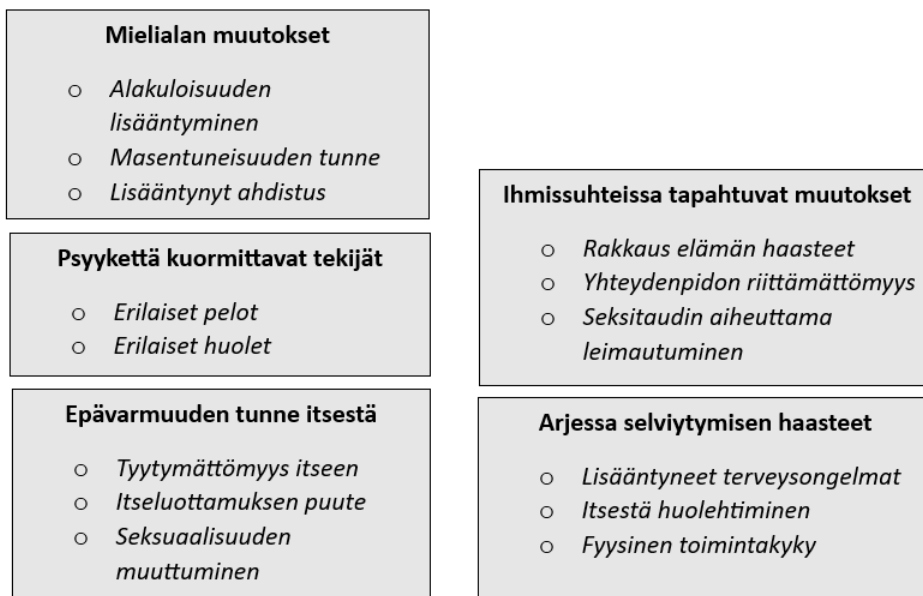 Mielialan muutokset
o Alakuloisuuden
lisääntyminen
o Masentuneisuuden tunne
o Lisääntynyt ahdistus
Psyykettä kuormittavat tekijät
o Erilaiset pelot
o Erilaiset huolet
Epävarmuuden tunne itsestä
o Tyytymättömyys itseen
o Itseluottamuksen puute
o Seksuaalisuuden
muuttuminen
Ihmissuhteissa tapahtuvat muutokset
o Rakkaus elämän haasteet
o Yhteydenpidon riittämättömyys
o Seksitaudin aiheuttama
leimautuminen
Arjessa selviytymisen haasteet
o Lisääntyneet terveysongelmat
o Itsestä huolehtiminen
o Fyysinen toimintakyky